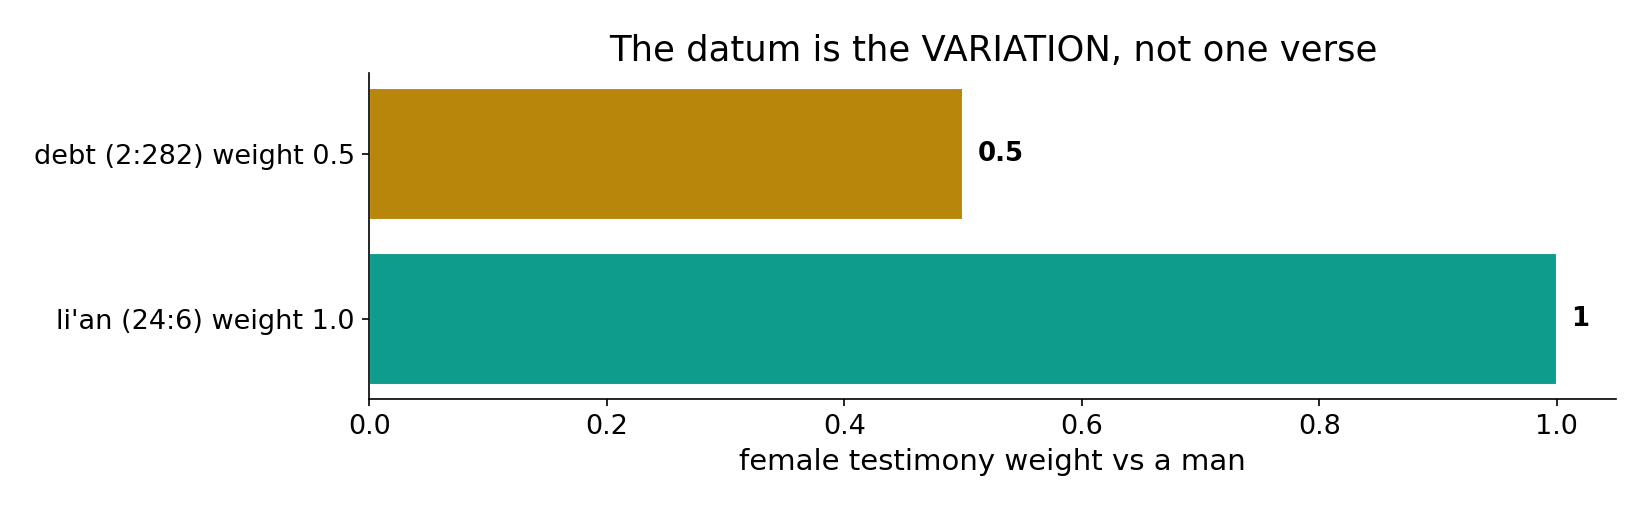 The datum is the VARIATION, not one verse
debt (2:282) weight 0.5
0.5
li'an (24:6) weight 1.0
1
0.0 0.2 0.4 0.6 0.8 1.0
female testimony weight vs a man